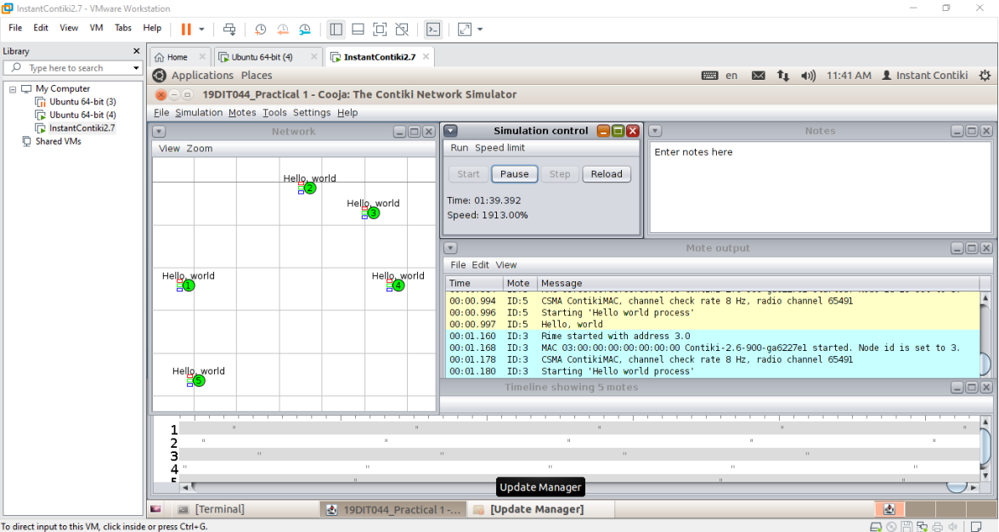 InstantContiki2.7 - VMware Workstation
File Edit View VM Tabs Help
Library
Type here to search
My Computer
Ubuntu 64-bit (3)
Ubuntu 64-bit (4)
InstantContiki2.7
Shared VMs
Home
Ubuntu 64-bit (4)
InstantContiki2.7
Applications Places
en 11:41 AM Instant Contiki
19DIT044_Practical 1 - Cooja: The Contiki Network Simulator
File Simulation Motes Tools Settings Help
Network
View Zoom
Hello, world
2
Hello, world
3
Hello, world
1
Hello, world
4
Hello, world
5
Simulation control
Run Speed limit
Start Pause Step Reload
Time: 01:39.392
Speed: 1913.00%
Notes
Enter notes here
Mote output
File Edit View
Time Mote Message
00:00.994 ID:5 CSMA ContikiMAC, channel check rate 8 Hz, radio channel 65491
00:00.996 ID:5 Starting 'Hello world process'
00:00.997 ID:5 Hello, world
00:01.160 ID:3 Rime started with address 3.0
00:01.168 ID:3 MAC 03:00:00:00:00:00:00:00 Contiki-2.6-900-ga6227e1 started. Node id is set to 3.
00:01.178 ID:3 CSMA ContikiMAC, channel check rate 8 Hz, radio channel 65491
00:01.180 ID:3 Starting 'Hello world process'
Timeline showing 5 motes
1
2
3
4
5
Update Manager
[Terminal]
19DIT044_Practical 1 -...
[Update Manager]
To direct input to this VM, click inside or press Ctrl+G.